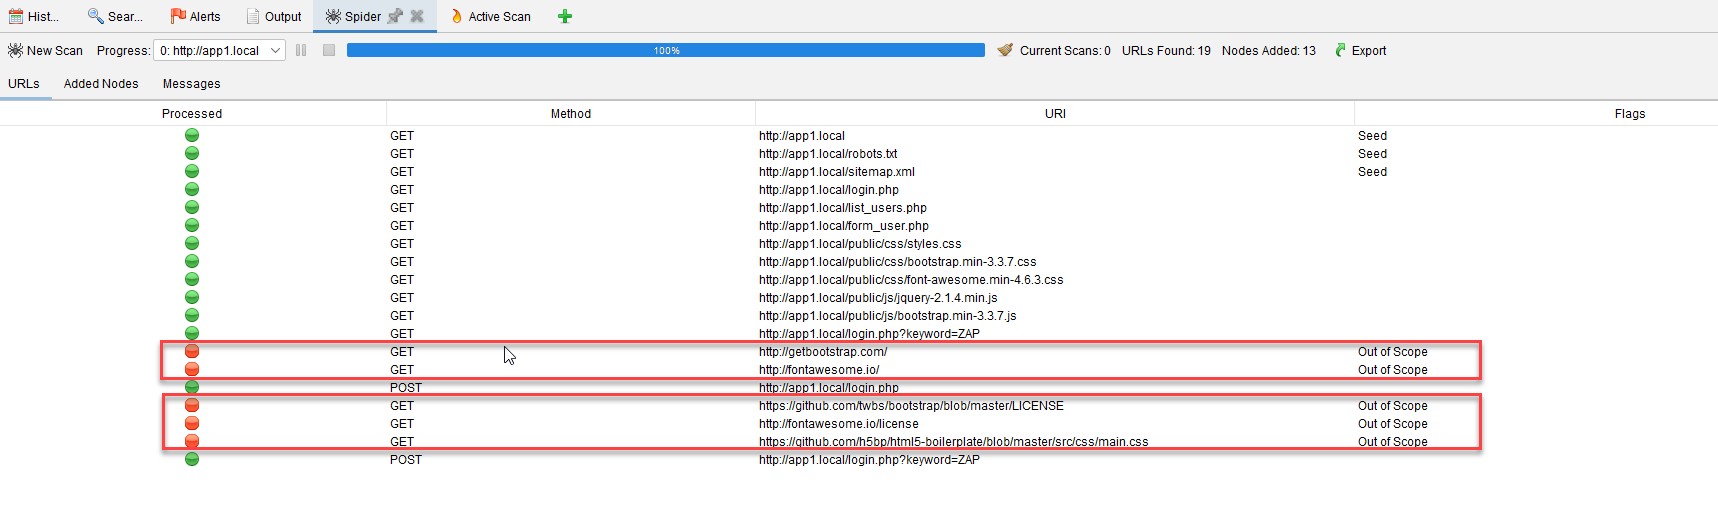 Hist... Sear... Alerts Output Spider Active Scan
New Scan Progress: 0: http://app1.local 100% Current Scans: 0 URLs Found: 19 Nodes Added: 13 Export
URLs Added Nodes Messages
Processed Method URI Flags
GET http://app1.local Seed
GET http://app1.local/robots.txt Seed
GET http://app1.local/sitemap.xml Seed
GET http://app1.local/login.php
GET http://app1.local/list_users.php
GET http://app1.local/form_user.php
GET http://app1.local/public/css/styles.css
GET http://app1.local/public/css/bootstrap.min-3.3.7.css
GET http://app1.local/public/css/font-awesome.min-4.6.3.css
GET http://app1.local/public/js/jquery-2.1.4.min.js
GET http://app1.local/public/js/bootstrap.min-3.3.7.js
GET http://app1.local/login.php?keyword=ZAP
GET http://getbootstrap.com/ Out of Scope
GET http://fontawesome.io/ Out of Scope
POST http://app1.local/login.php
GET https://github.com/twbs/bootstrap/blob/master/LICENSE Out of Scope
GET http://fontawesome.io/license Out of Scope
GET https://github.com/h5bp/html5-boilerplate/blob/master/src/css/main.css Out of Scope
POST http://app1.local/login.php?keyword=ZAP